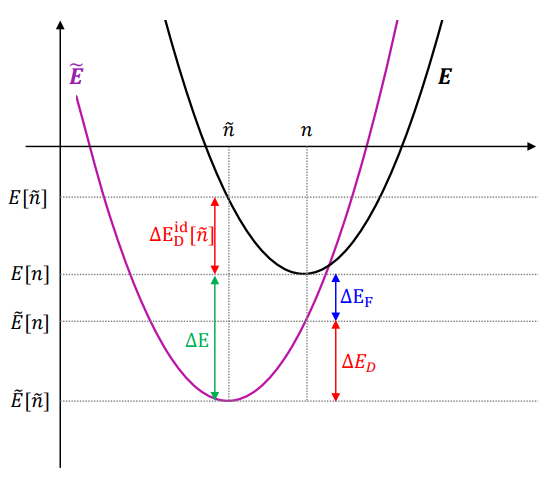 Ẽ
E
ñ n
E[ñ]
ΔE_D^id[ñ]
E[n]
ΔE_F
Ẽ[n]
ΔE
ΔE_D
Ẽ[ñ]